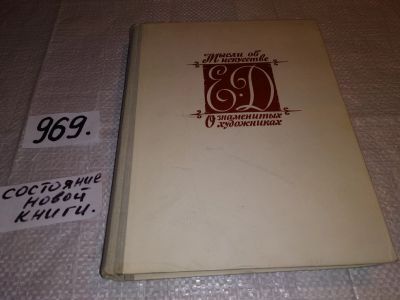 Мысли об
искусстве
E·D
О знаменитых
художниках
969.
состояние
новой
книги.